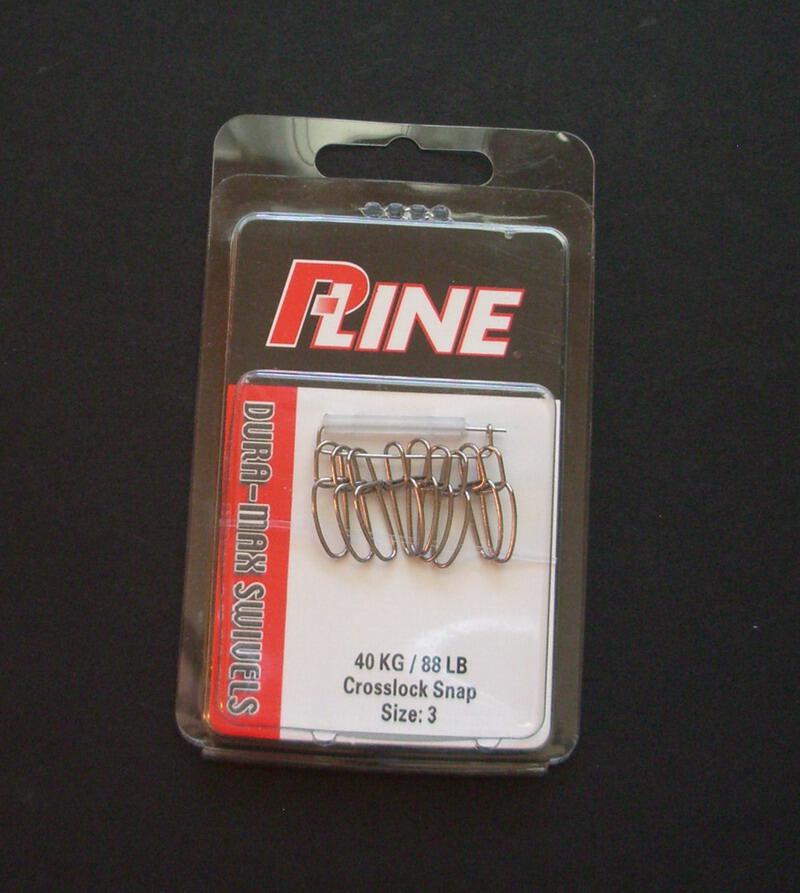 P-LINE
DURA-MAX SWIVELS
40 KG / 88 LB
Crosslock Snap
Size: 3